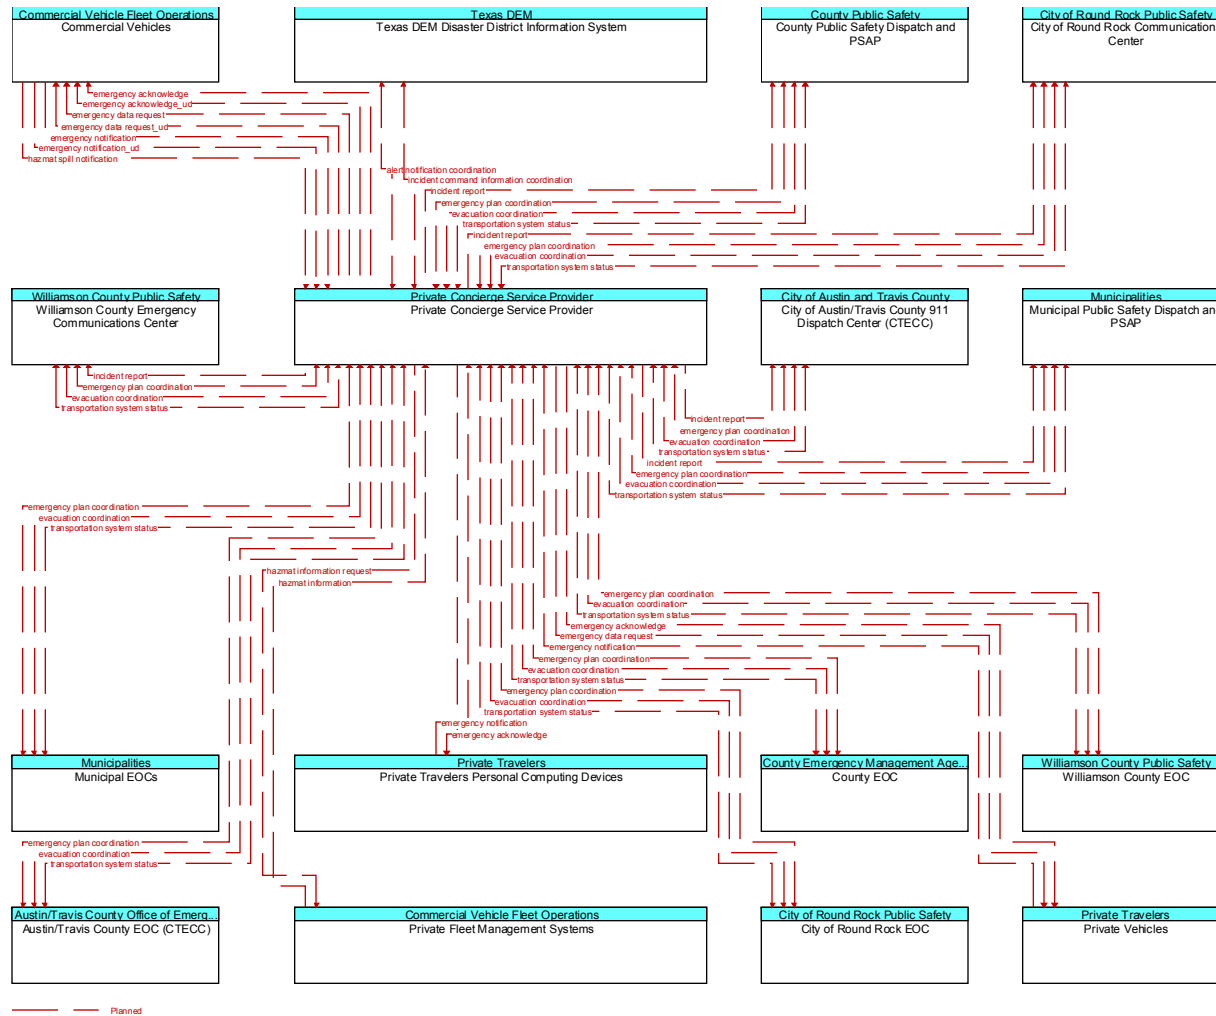 Commercial Vehicle Fleet Operations
Commercial Vehicles
Texas DEM
Texas DEM Disaster District Information System
County Public Safety
County Public Safety Dispatch and
PSAP
City of Round Rock Public Safety
City of Round Rock Communication
Center
emergency acknowledge
emergency acknowledge_ud
emergency data request
emergency data request_ud
emergency notification
emergency notification_ud
hazmat spill notification
alert notification coordination
incident command information coordination
incident report
emergency plan coordination
evacuation coordination
transportation system status
incident report
emergency plan coordination
evacuation coordination
transportation system status
Williamson County Public Safety
Williamson County Emergency
Communications Center
Private Concierge Service Provider
Private Concierge Service Provider
City of Austin and Travis County
City of Austin/Travis County 911
Dispatch Center (CTECC)
Municipalities
Municipal Public Safety Dispatch an
PSAP
incident report
emergency plan coordination
evacuation coordination
transportation system status
incident report
emergency plan coordination
evacuation coordination
transportation system status
incident report
emergency plan coordination
evacuation coordination
transportation system status
emergency plan coordination
evacuation coordination
transportation system status
hazmat information request
hazmat information
emergency plan coordination
evacuation coordination
transportation system status
emergency acknowledge
emergency data request
emergency notification
emergency plan coordination
evacuation coordination
transportation system status
emergency plan coordination
evacuation coordination
transportation system status
emergency notification
emergency acknowledge
Municipalities
Municipal EOCs
Private Travelers
Private Travelers Personal Computing Devices
County Emergency Management Age...
County EOC
Williamson County Public Safety
Williamson County EOC
emergency plan coordination
evacuation coordination
transportation system status
Austin/Travis County Office of Emerg...
Austin/Travis County EOC (CTECC)
Commercial Vehicle Fleet Operations
Private Fleet Management Systems
City of Round Rock Public Safety
City of Round Rock EOC
Private Travelers
Private Vehicles
Planned